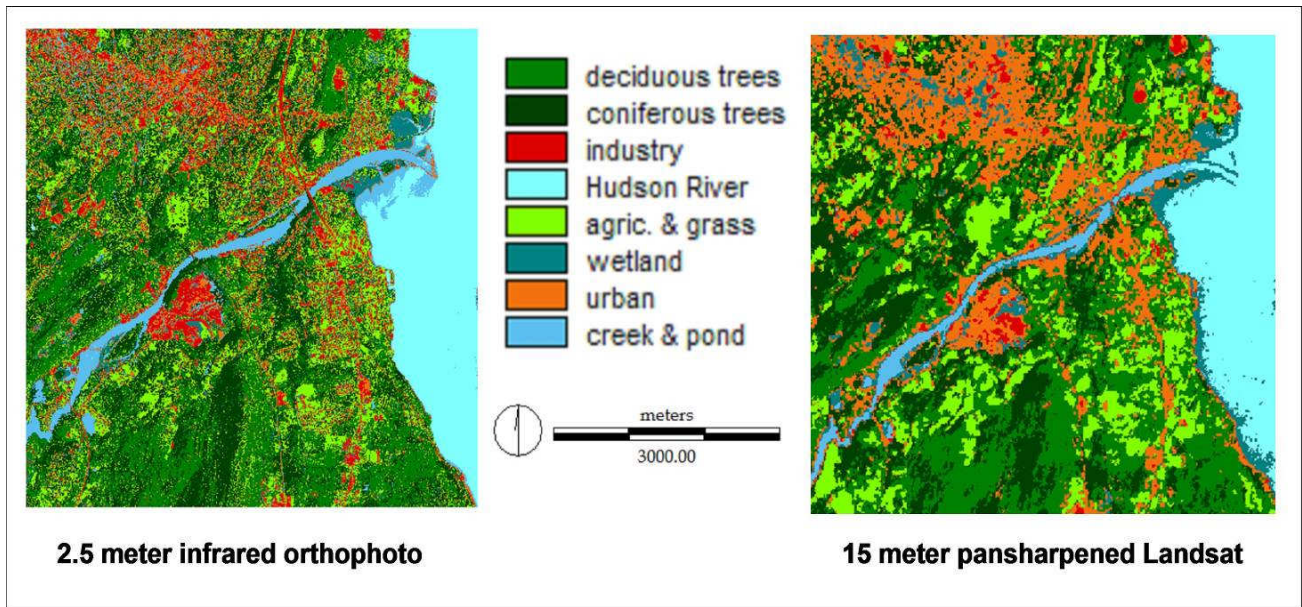 deciduous trees
coniferous trees
industry
Hudson River
agric. & grass
wetland
urban
creek & pond
meters
3000.00
2.5 meter infrared orthophoto
15 meter pansharpened Landsat